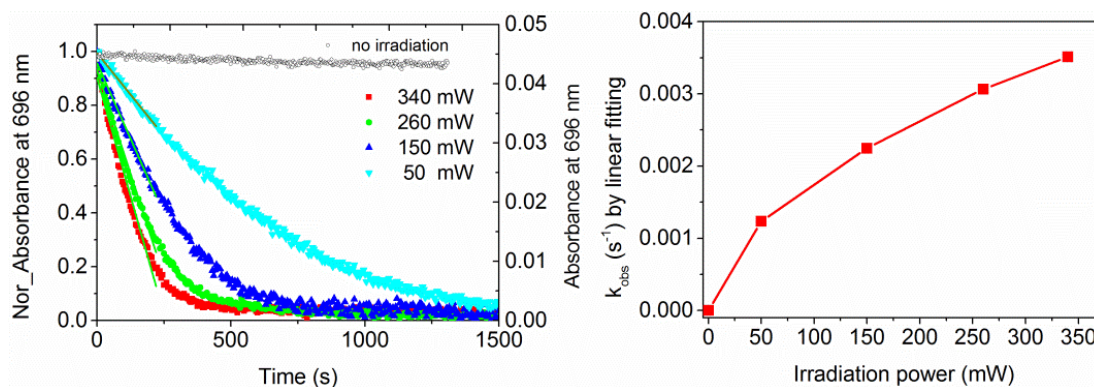 Nor_Absorbance at 696 nm
1.0
0.8
0.6
0.4
0.2
0.0
no irradiation
340 mW
260 mW
150 mW
50 mW
0.05
0.04
0.03
0.02
0.01
0.00
Absorbance at 696 nm
0 500 1000 1500
Time (s)
k_obs (s⁻¹) by linear fitting
0.004
0.003
0.002
0.001
0.000
0 50 100 150 200 250 300 350
Irradiation power (mW)